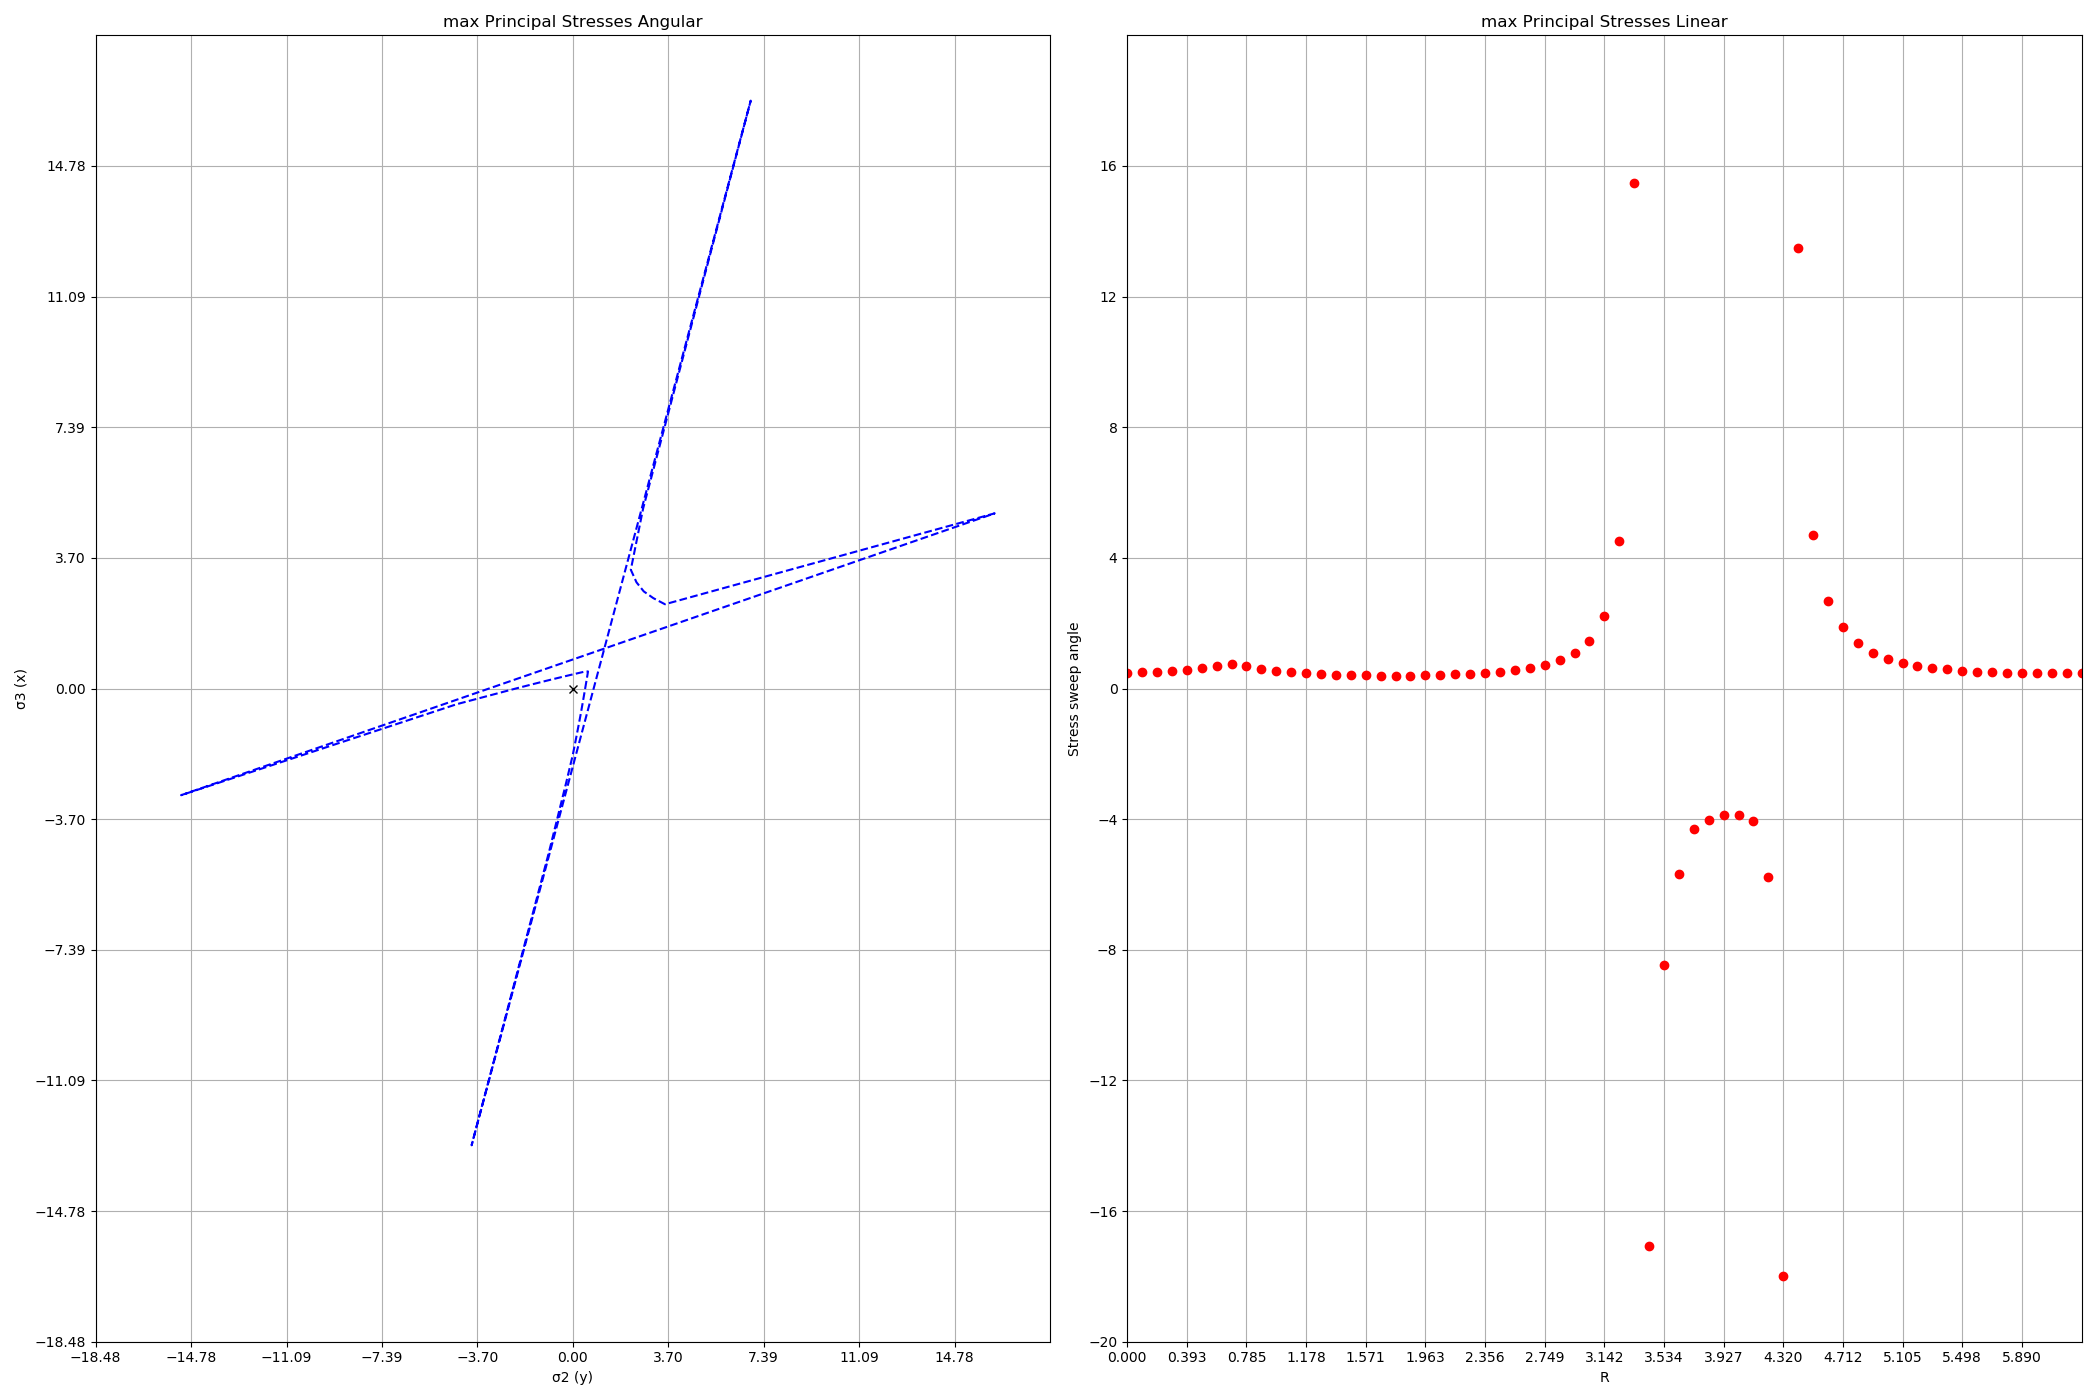 max Principal Stresses Angular
14.78
11.09
7.39
3.70
0.00
−3.70
−7.39
−11.09
−14.78
−18.48
σ3 (x)
−18.48 −14.78 −11.09 −7.39 −3.70 0.00 3.70 7.39 11.09 14.78
σ2 (y)
max Principal Stresses Linear
16
12
8
4
0
−4
−8
−12
−16
−20
Stress sweep angle
0.000 0.393 0.785 1.178 1.571 1.963 2.356 2.749 3.142 3.534 3.927 4.320 4.712 5.105 5.498 5.890
R